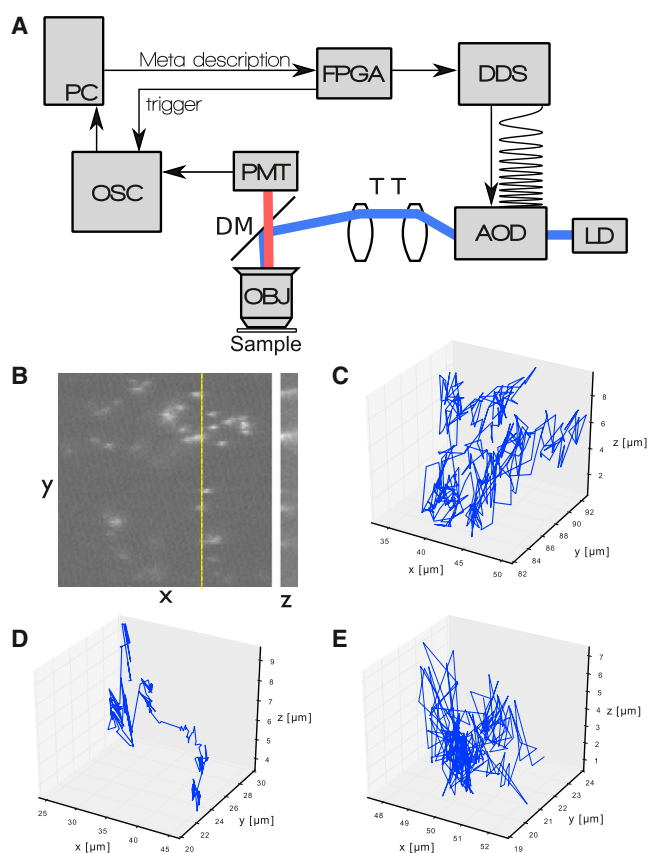 A
PC
Meta description
FPGA
DDS
trigger
OSC
PMT
T T
DM
AOD
LD
OBJ
Sample
B
y
x
z
C
8
6
4
2
z [µm]
35
40
45
50
x [µm]
82
84
86
88
90
92
y [µm]
D
9
8
7
6
5
4
z [µm]
25
30
35
40
45
x [µm]
20
22
24
26
28
30
y [µm]
E
7
6
5
4
3
2
1
z [µm]
48
49
50
51
52
x [µm]
19
20
21
22
23
24
y [µm]